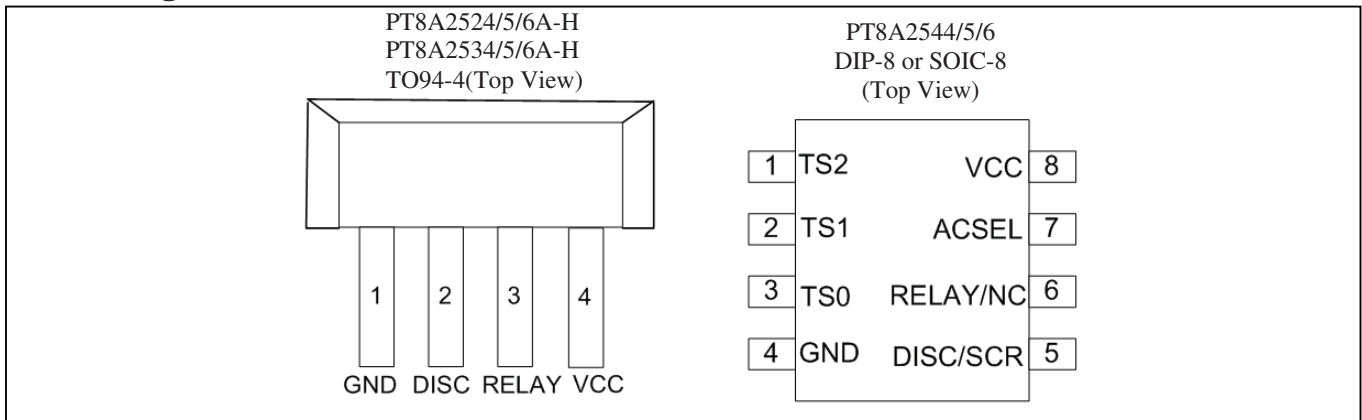 PT8A2524/5/6A-H
PT8A2534/5/6A-H
TO94-4(Top View)
1 2 3 4
GND DISC RELAY VCC
PT8A2544/5/6
DIP-8 or SOIC-8
(Top View)
1 TS2 VCC 8
2 TS1 ACSEL 7
3 TS0 RELAY/NC 6
4 GND DISC/SCR 5